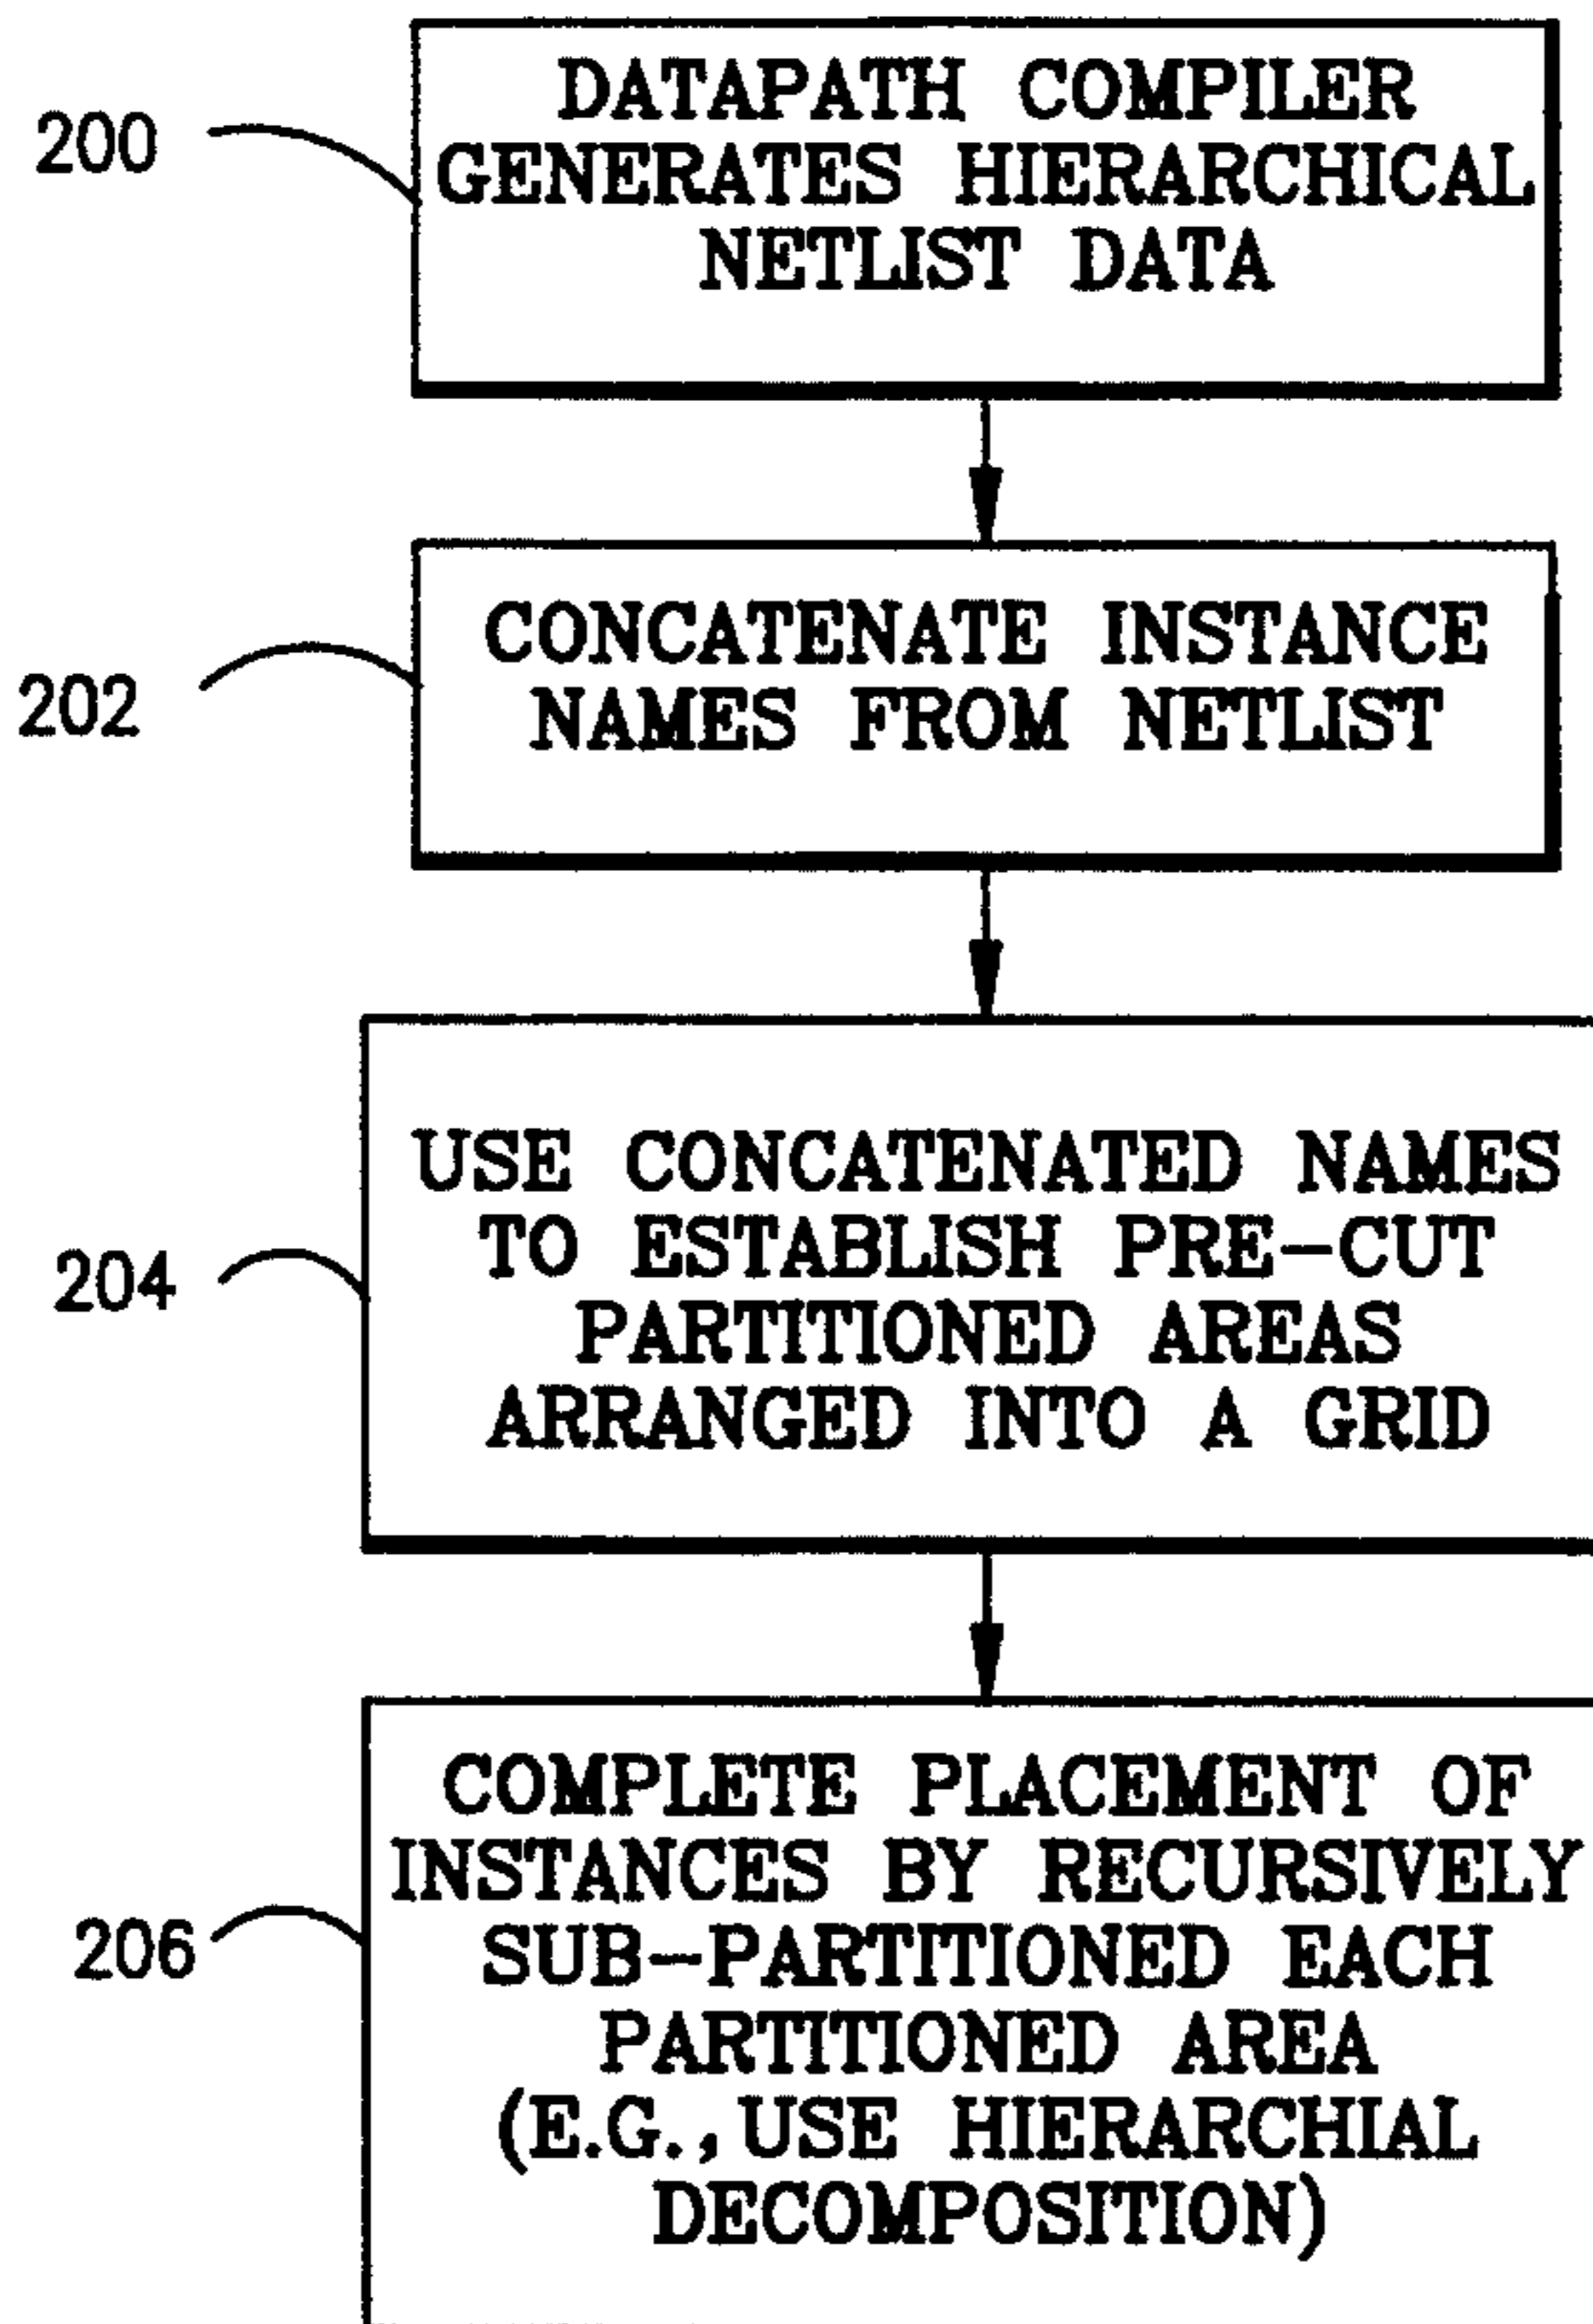 200
DATAPATH COMPILER
GENERATES HIERARCHICAL
NETLIST DATA
202
CONCATENATE INSTANCE
NAMES FROM NETLIST
204
USE CONCATENATED NAMES
TO ESTABLISH PRE-CUT
PARTITIONED AREAS
ARRANGED INTO A GRID
206
COMPLETE PLACEMENT OF
INSTANCES BY RECURSIVELY
SUB-PARTITIONED EACH
PARTITIONED AREA
(E.G., USE HIERARCHIAL
DECOMPOSITION)